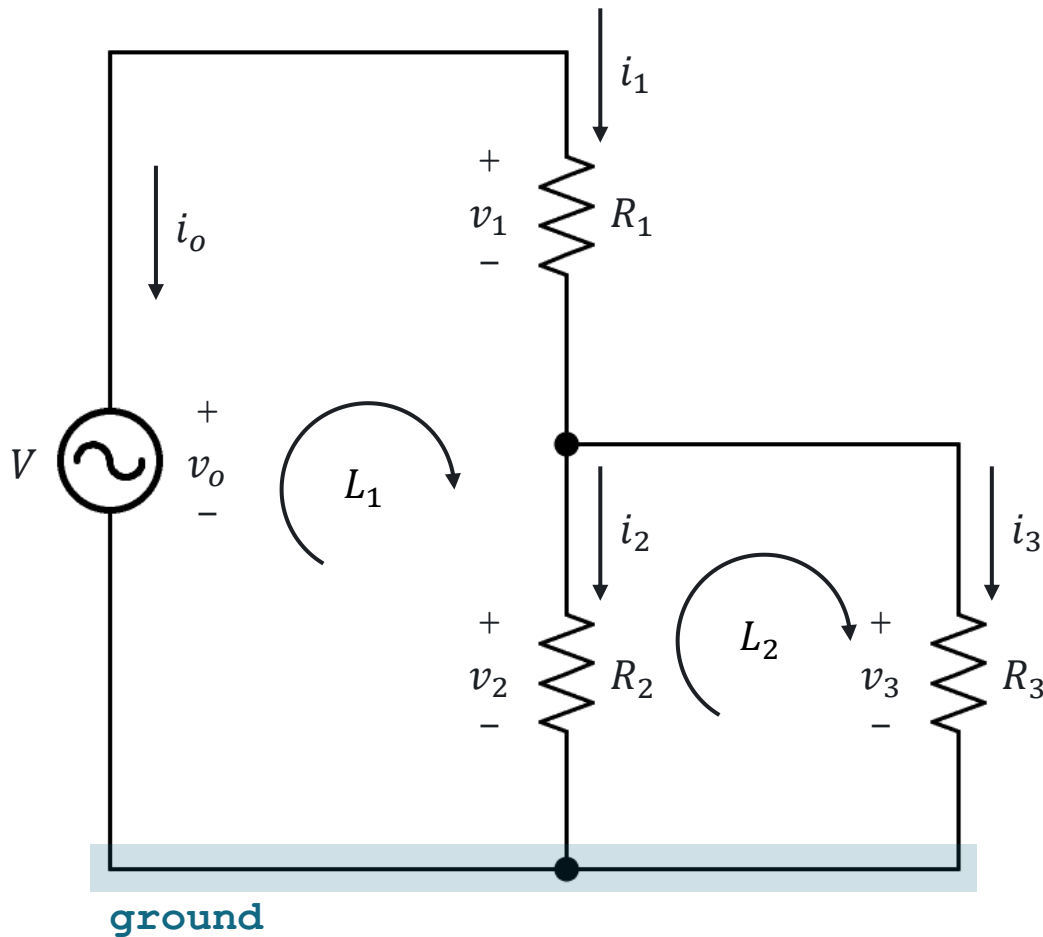 i₁
+
v₁
−
R₁
iₒ
V
+
vₒ
−
L₁
i₂
i₃
+
v₂
−
R₂
L₂
+
v₃
−
R₃
ground